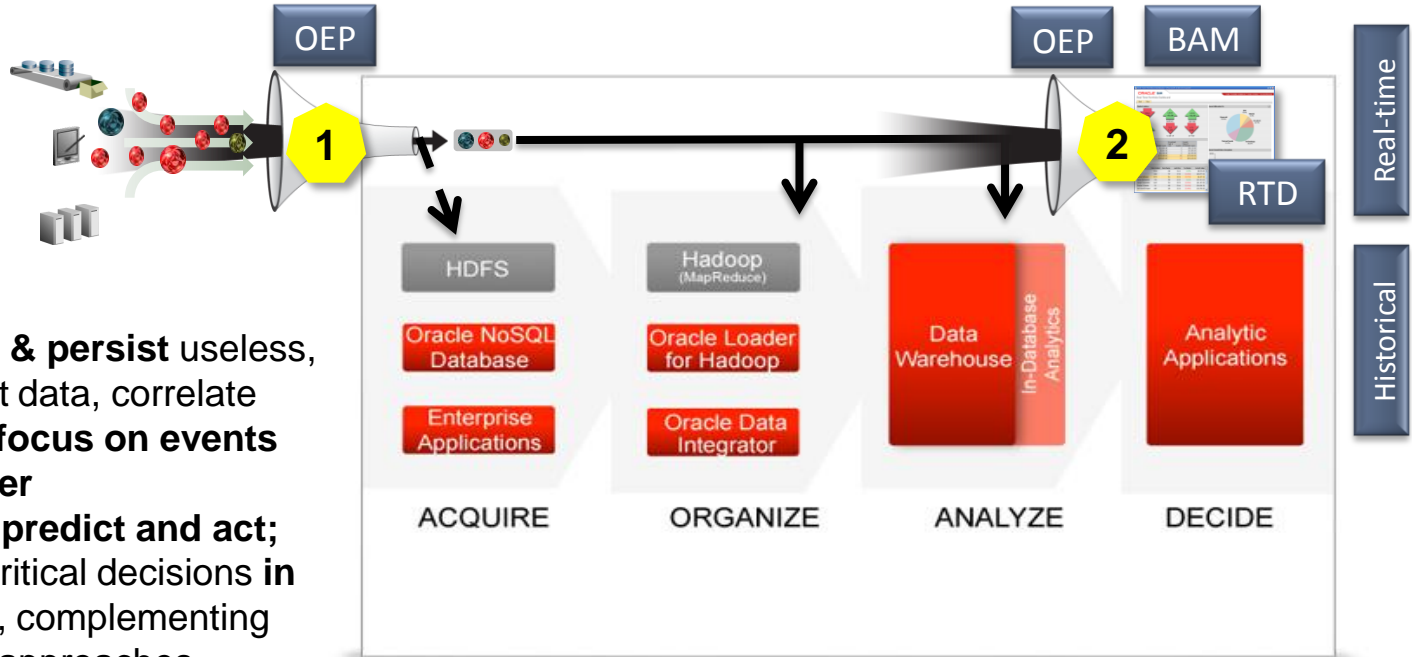 OEP
OEP
BAM
Real-time
1
2
RTD
HDFS
Hadoop
(MapReduce)
Historical
& persist useless,
t data, correlate
focus on events
er
predict and act;
ritical decisions in
, complementing
approaches
Oracle NoSQL
Database
Oracle Loader
for Hadoop
Data
Warehouse
In-Database
Analytics
Analytic
Applications
Enterprise
Applications
Oracle Data
Integrator
ACQUIRE
ORGANIZE
ANALYZE
DECIDE